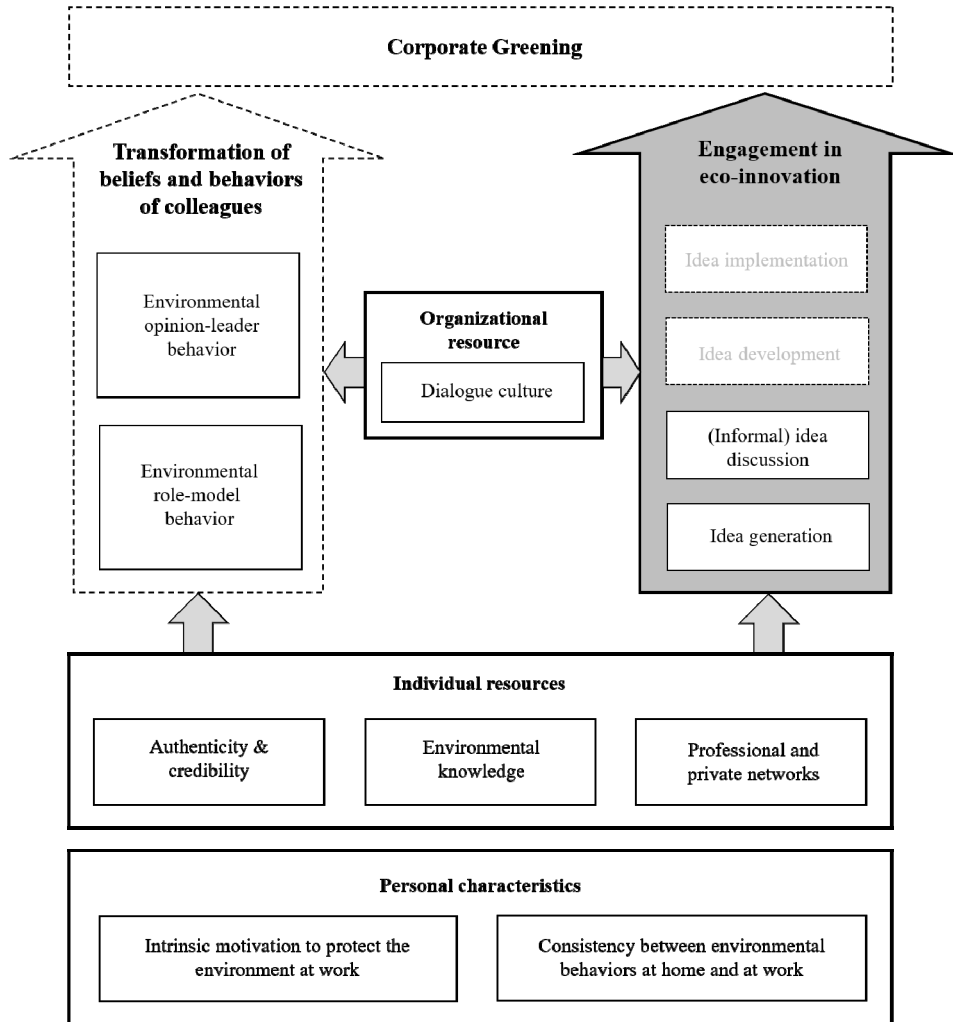 Corporate Greening
Transformation of
beliefs and behaviors
of colleagues
Environmental
opinion-leader
behavior
Environmental
role-model
behavior
Organizational
resource
Dialogue culture
Engagement in
eco-innovation
Idea implementation
Idea development
(Informal) idea
discussion
Idea generation
Individual resources
Authenticity &
credibility
Environmental
knowledge
Professional and
private networks
Personal characteristics
Intrinsic motivation to protect the
environment at work
Consistency between environmental
behaviors at home and at work